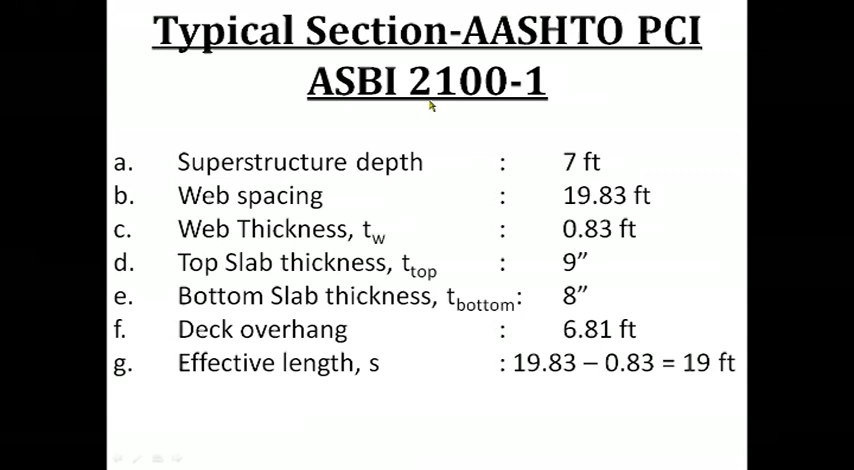 Typical Section-AASHTO PCI
ASBI 2100-1
a. Superstructure depth : 7 ft
b. Web spacing : 19.83 ft
c. Web Thickness, tw : 0.83 ft
d. Top Slab thickness, ttop : 9”
e. Bottom Slab thickness, tbottom: 8”
f. Deck overhang : 6.81 ft
g. Effective length, s : 19.83 – 0.83 = 19 ft